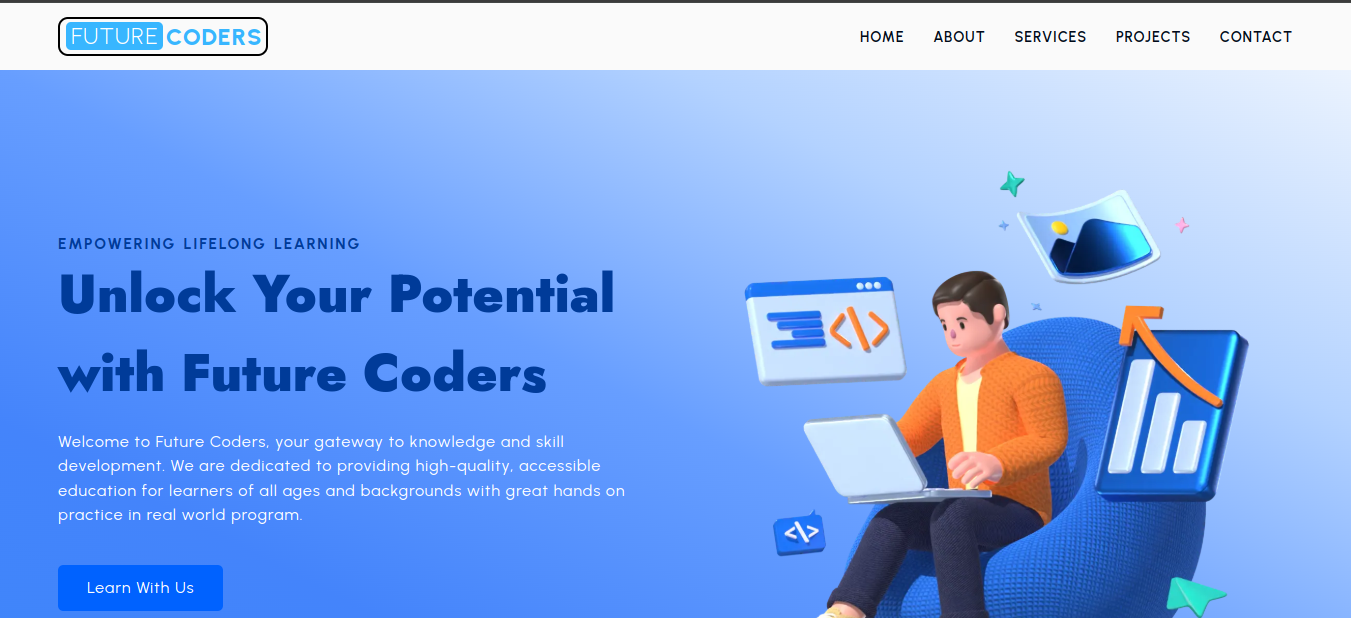 FUTURE CODERS
HOME ABOUT SERVICES PROJECTS CONTACT
EMPOWERING LIFELONG LEARNING
Unlock Your Potential
with Future Coders
Welcome to Future Coders, your gateway to knowledge and skill
development. We are dedicated to providing high-quality, accessible
education for learners of all ages and backgrounds with great hands on
practice in real world program.
Learn With Us